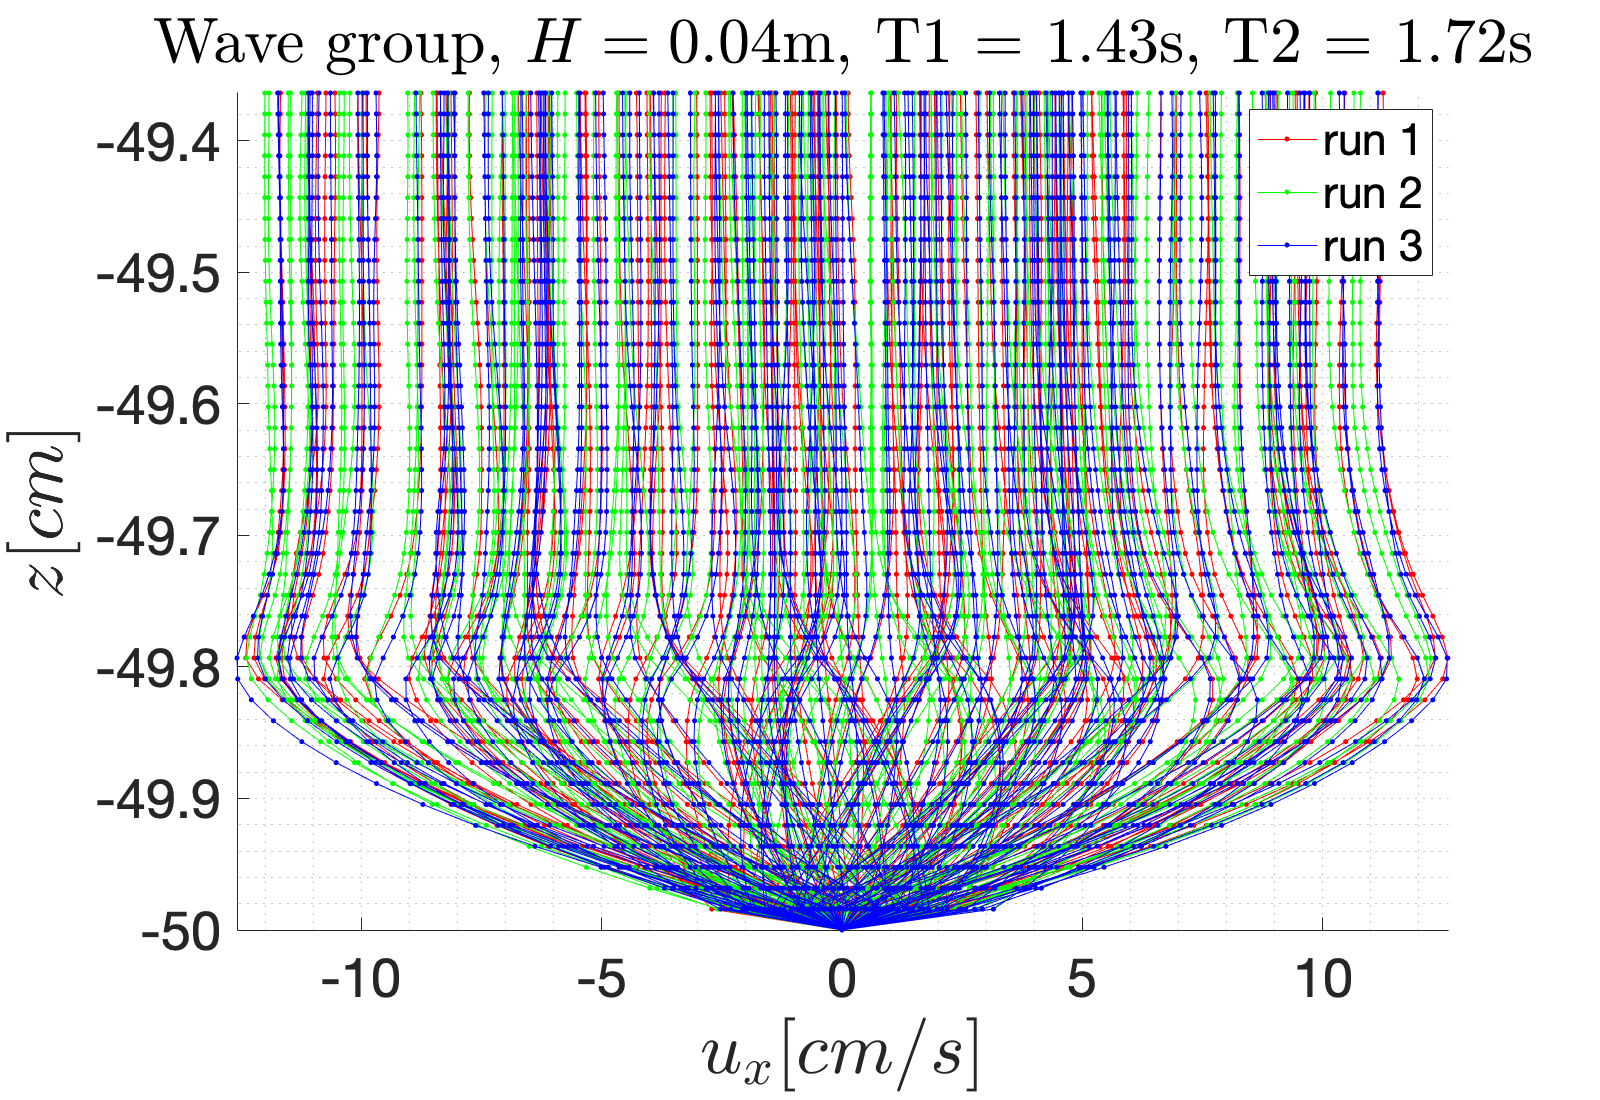 Wave group, H = 0.04m, T1 = 1.43s, T2 = 1.72s
run 1
run 2
run 3
z[cm]
-49.4
-49.5
-49.6
-49.7
-49.8
-49.9
-50
-10 -5 0 5 10
u_x[cm/s]